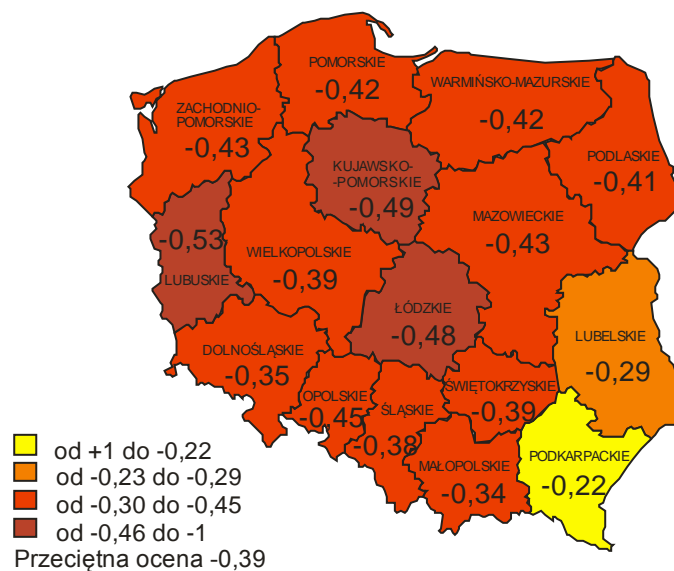 POMORSKIE
-0,42
WARMIŃSKO-MAZURSKIE
-0,42
ZACHODNIO-
POMORSKIE
-0,43
KUJAWSKO-
-POMORSKIE
-0,49
PODLASKIE
-0,41
MAZOWIECKIE
-0,43
-0,53
LUBUSKIE
WIELKOPOLSKIE
-0,39
ŁÓDZKIE
-0,48
LUBELSKIE
-0,29
DOLNOŚLĄSKIE
-0,35
OPOLSKIE
-0,45
ŚLĄSKIE
-0,38
ŚWIĘTOKRZYSKIE
-0,39
MAŁOPOLSKIE
-0,34
PODKARPACKIE
-0,22
od +1 do -0,22
od -0,23 do -0,29
od -0,30 do -0,45
od -0,46 do -1
Przeciętna ocena -0,39